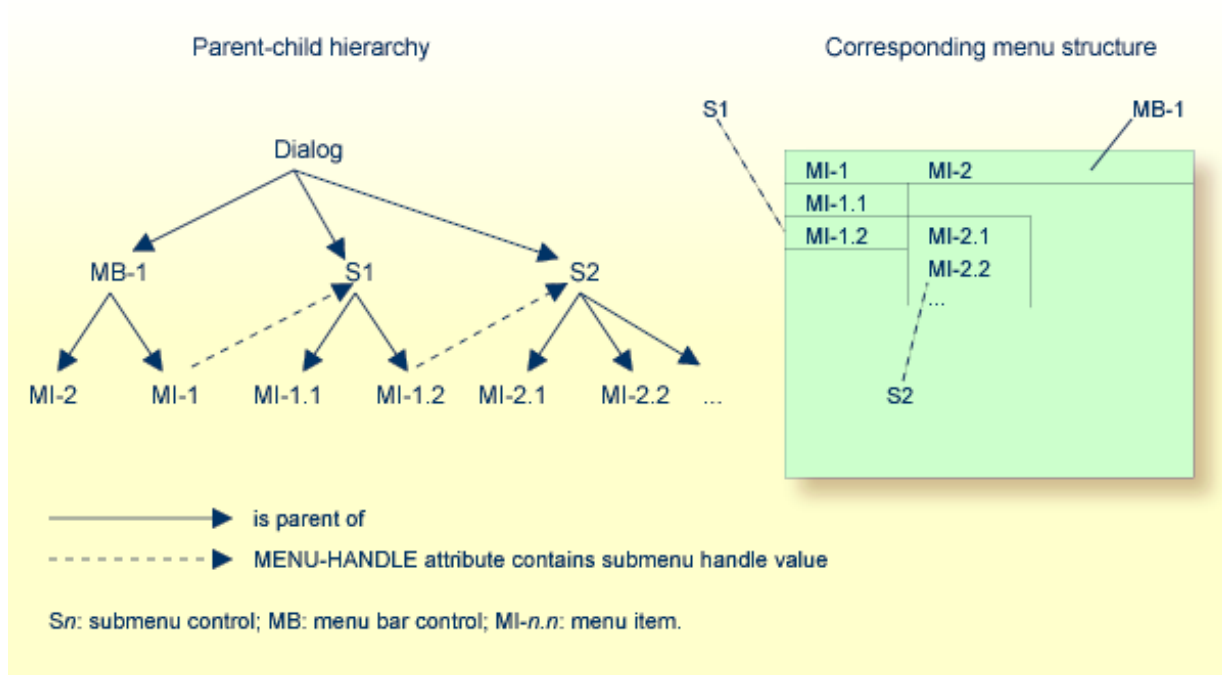 Parent-child hierarchy
Corresponding menu structure
S1
MB-1
Dialog
MI-1 MI-2
MI-1.1
MI-1.2 MI-2.1
MI-2.2
...
MB-1 S1 S2
MI-2 MI-1 MI-1.1 MI-1.2 MI-2.1 MI-2.2 ...
S2
is parent of
MENU-HANDLE attribute contains submenu handle value
Sn: submenu control; MB: menu bar control; MI-n.n: menu item.